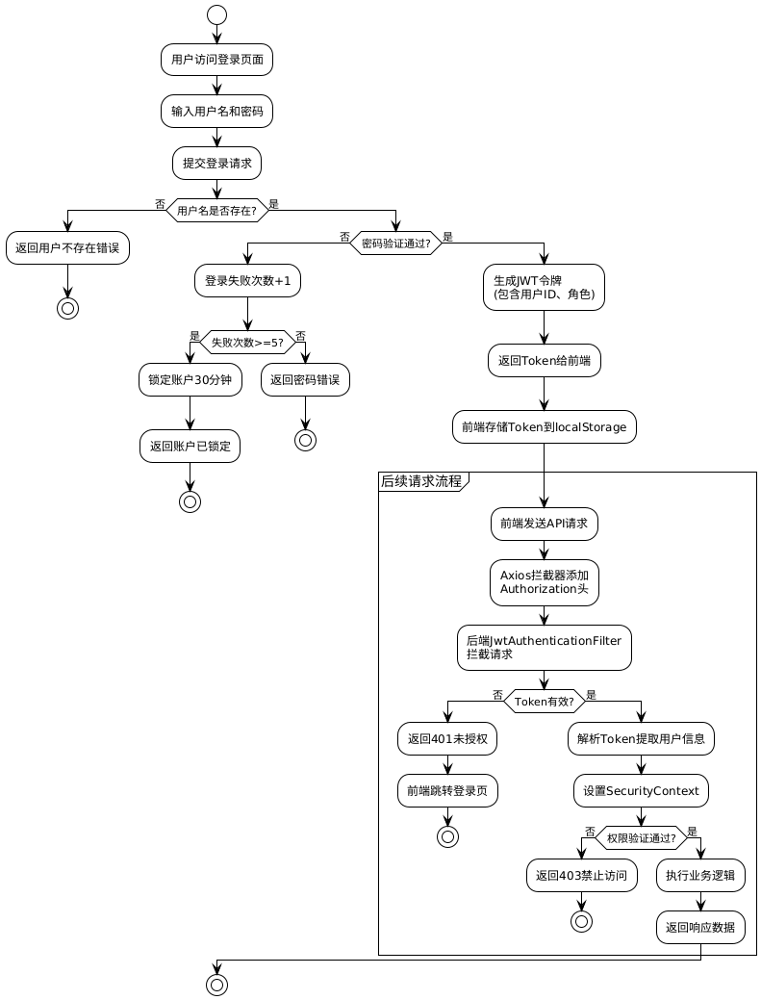 用户访问登录页面
输入用户名和密码
提交登录请求
否
用户名是否存在?
是
返回用户不存在错误
否
密码验证通过?
是
登录失败次数+1
是
失败次数>=5?
否
锁定账户30分钟
返回账户已锁定
返回密码错误
生成JWT令牌
(包含用户ID、角色)
返回Token给前端
前端存储Token到localStorage
后续请求流程
前端发送API请求
Axios拦截器添加
Authorization头
后端JwtAuthenticationFilter
拦截请求
否
Token有效?
是
返回401未授权
前端跳转登录页
解析Token提取用户信息
设置SecurityContext
否
权限验证通过?
是
返回403禁止访问
执行业务逻辑
返回响应数据